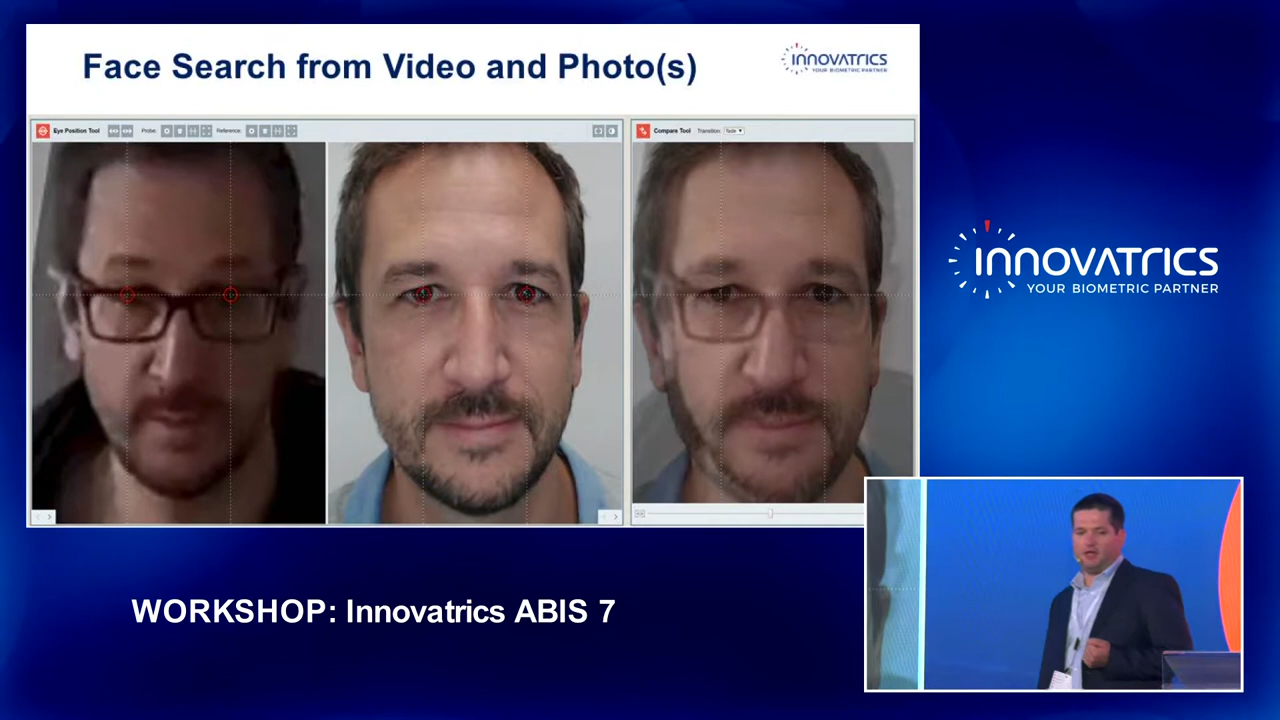 Face Search from Video and Photo(s)
INNOVATRICS
YOUR BIOMETRIC PARTNER
Eye Position Tool
Probe:
Reference:
Compare Tool
Transition:
fade
INNOVATRICS
YOUR BIOMETRIC PARTNER
WORKSHOP: Innovatrics ABIS 7